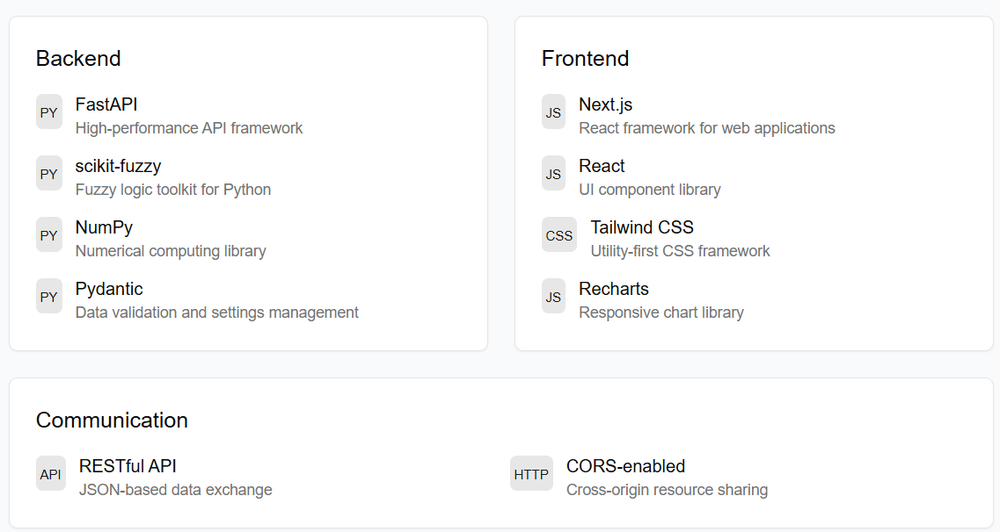 Backend
PY
FastAPI
High-performance API framework
PY
scikit-fuzzy
Fuzzy logic toolkit for Python
PY
NumPy
Numerical computing library
PY
Pydantic
Data validation and settings management
Frontend
JS
Next.js
React framework for web applications
JS
React
UI component library
CSS
Tailwind CSS
Utility-first CSS framework
JS
Recharts
Responsive chart library
Communication
API
RESTful API
JSON-based data exchange
HTTP
CORS-enabled
Cross-origin resource sharing